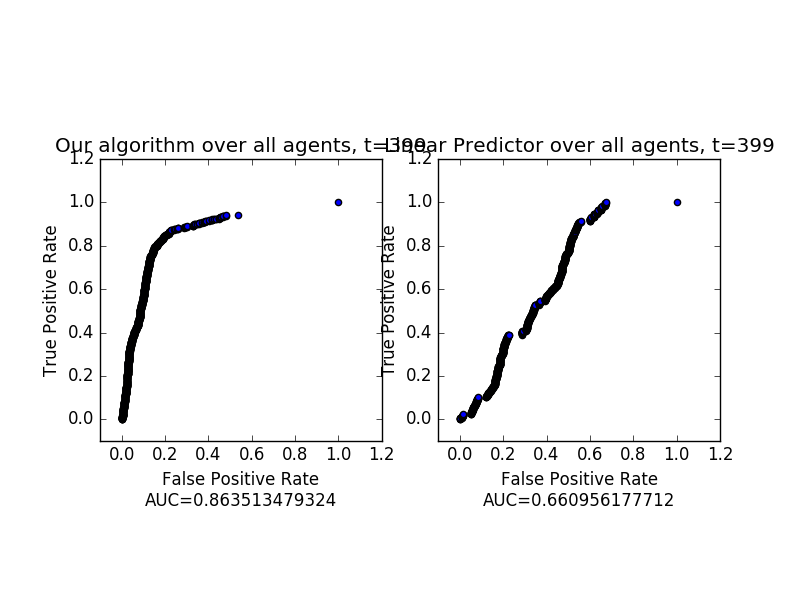 Our algorithm over all agents, t=399
Linear Predictor over all agents, t=399
True Positive Rate
1.2
1.0
0.8
0.6
0.4
0.2
0.0
0.0 0.2 0.4 0.6 0.8 1.0 1.2
False Positive Rate
AUC=0.863513479324
True Positive Rate
1.2
1.0
0.8
0.6
0.4
0.2
0.0
0.0 0.2 0.4 0.6 0.8 1.0 1.2
False Positive Rate
AUC=0.660956177712